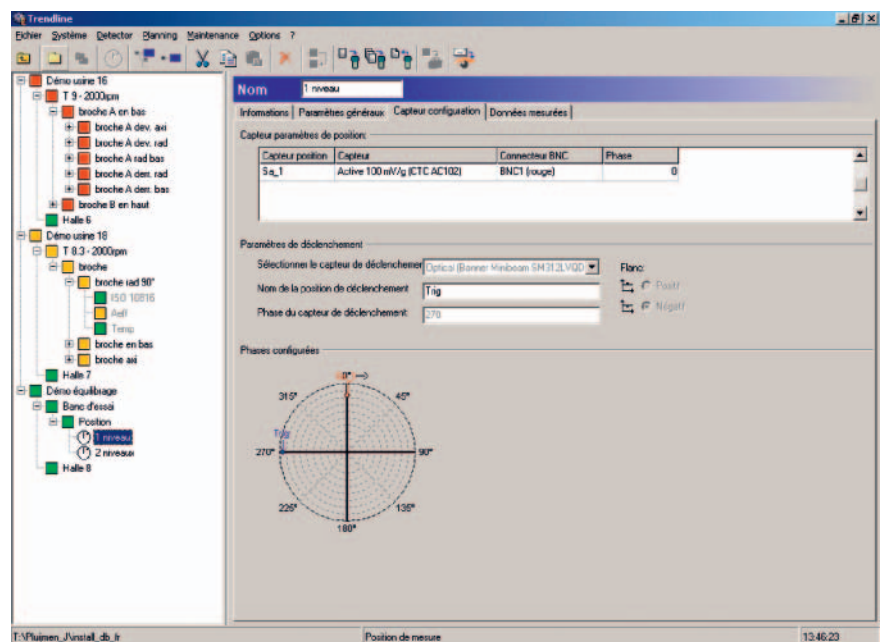 Trendline
Fichier Système Detector Planning Maintenance Options ?
Démo usine 16
T 9 - 2000rpm
broche A en bas
broche A dev. axi
broche A dev. rad
broche A rad bas
broche A derr. rad
broche A derr. bas
broche B en haut
Halle 6
Démo usine 18
T 8.3 - 2000rpm
broche
broche rad 90°
ISO 10816
Aeff
Temp
broche en bas
broche axi
Halle 7
Démo équilibrage
Banc d'essai
Position
1 niveau
2 niveaux
Halle 8
Nom 1 niveau
Informations Paramètres généraux Capteur configuration Données mesurées
Capteur paramètres de position:
Capteur position Capteur Connecteur BNC Phase
Sa_1 Active 100 mV/g (CTC AC102) BNC1 (rouge) 0
Paramètres de déclenchement
Sélectionner le capteur de déclenchemer Optical (Banner Minibeam SM312LVQD Flanc:
Positif
Nom de la position de déclenchement Trig
Négatif
Phase du capteur de déclenchement: 270
Phases configurées
0°
315° 45°
Trig
270° 90°
225° 135°
180°
T:\Pluimen_J\install_db_fr Position de mesure 13:46:23